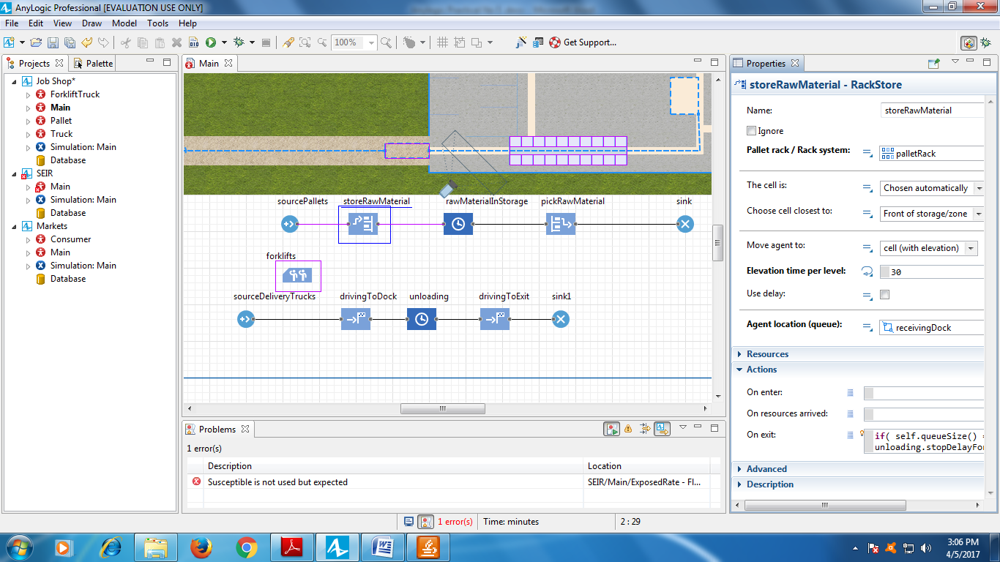 AnyLogic Professional [EVALUATION USE ONLY]
File Edit View Draw Model Tools Help
100% Get Support...
Projects Palette
Job Shop*
ForkliftTruck
Main
Pallet
Truck
Simulation: Main
Database
SEIR
Main
Simulation: Main
Database
Markets
Consumer
Main
Simulation: Main
Database
Main
sourcePallets storeRawMaterial rawMaterialInStorage pickRawMaterial sink
forklifts
sourceDeliveryTrucks drivingToDock unloading drivingToExit sink1
Problems
1 error(s)
Description Location
Susceptible is not used but expected SEIR/Main/ExposedRate - Fl...
Properties
storeRawMaterial - RackStore
Name: storeRawMaterial
Ignore
Pallet rack / Rack system: palletRack
The cell is: Chosen automatically
Choose cell closest to: Front of storage/zone
Move agent to: cell (with elevation)
Elevation time per level: 30
Use delay:
Agent location (queue): receivingDock
Resources
Actions
On enter:
On resources arrived:
On exit: if( self.queueSize() =
unloading.stopDelayFo
Advanced
Description
1 error(s) Time: minutes 2 : 29
3:06 PM
4/5/2017